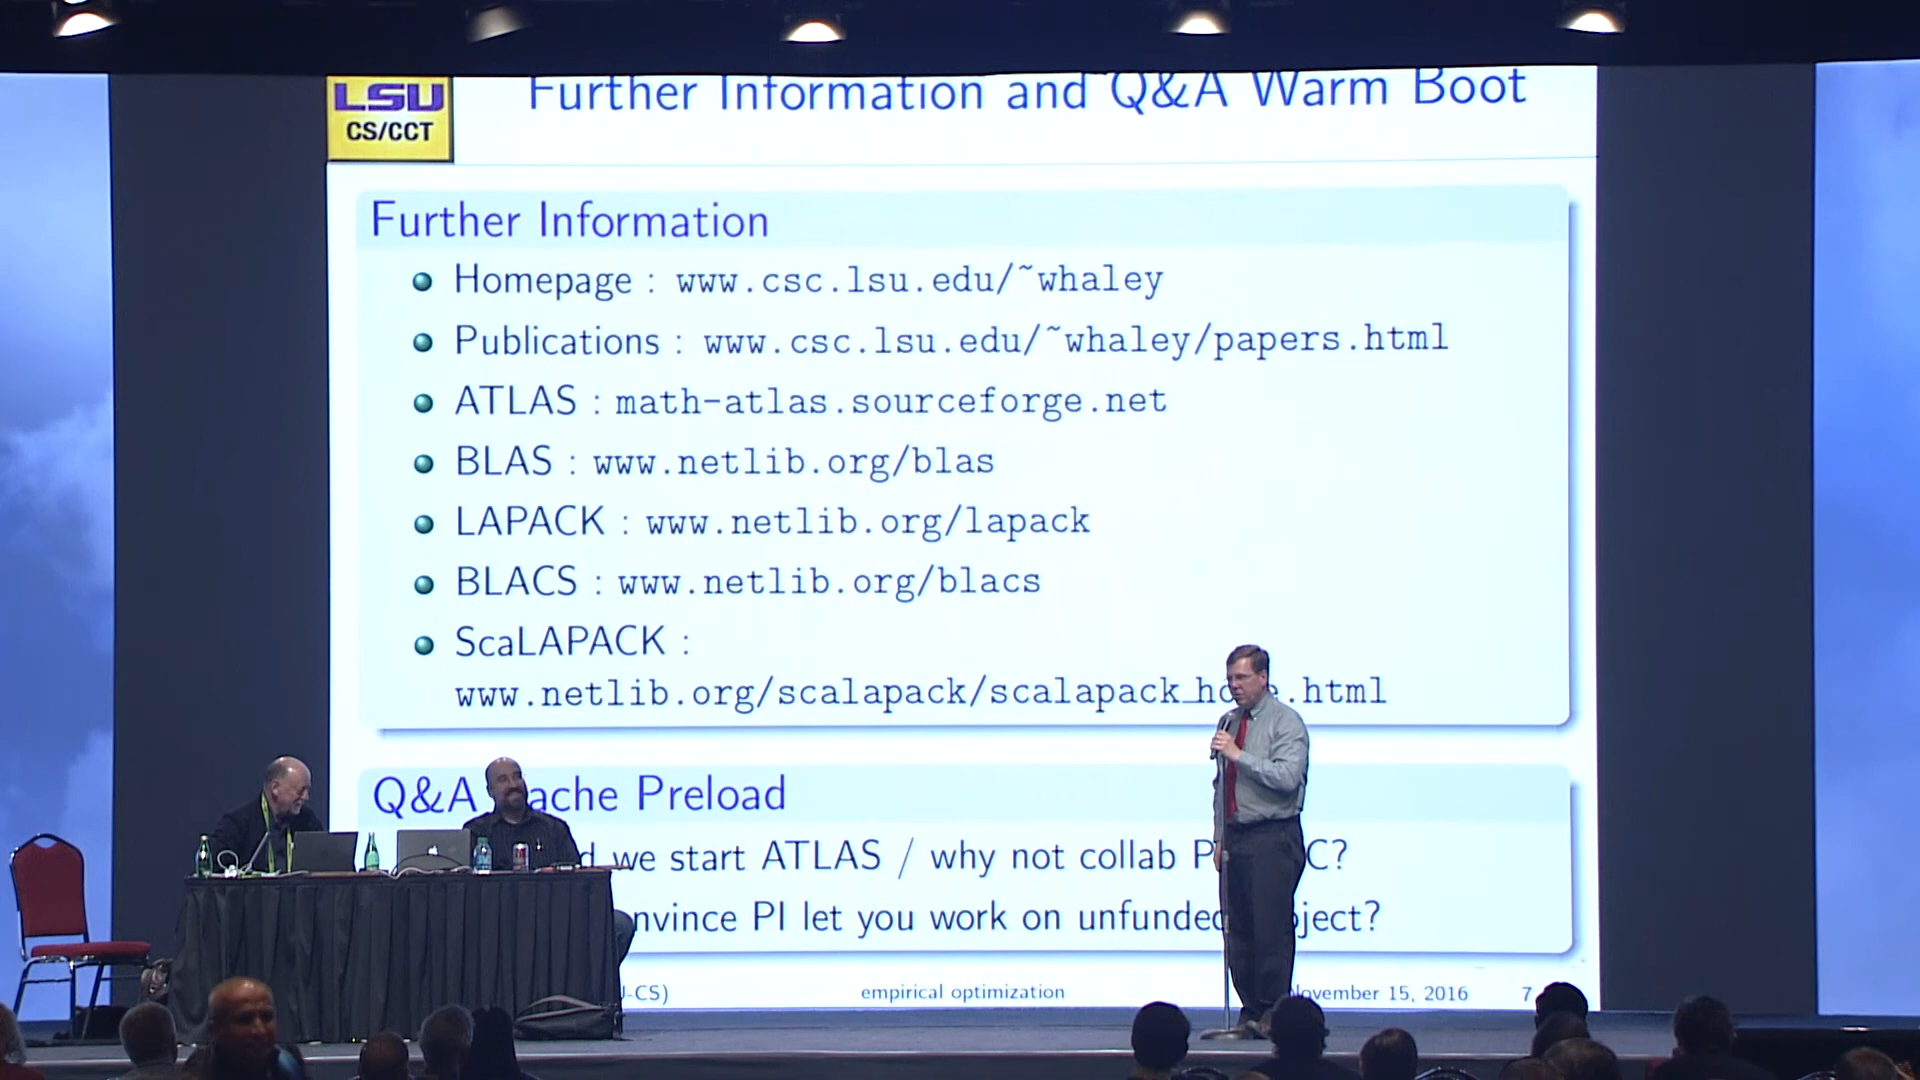 LSU
CS/CCT
Further Information and Q&A Warm Boot
Further Information
Homepage : www.csc.lsu.edu/~whaley
Publications : www.csc.lsu.edu/~whaley/papers.html
ATLAS : math-atlas.sourceforge.net
BLAS : www.netlib.org/blas
LAPACK : www.netlib.org/lapack
BLACS : www.netlib.org/blacs
ScaLAPACK :
www.netlib.org/scalapack/scalapack_ho e.html
Q&A ache Preload
d we start ATLAS / why not collab P C?
nvince PI let you work on unfunded ject?
-CS) empirical optimization November 15, 2016 7